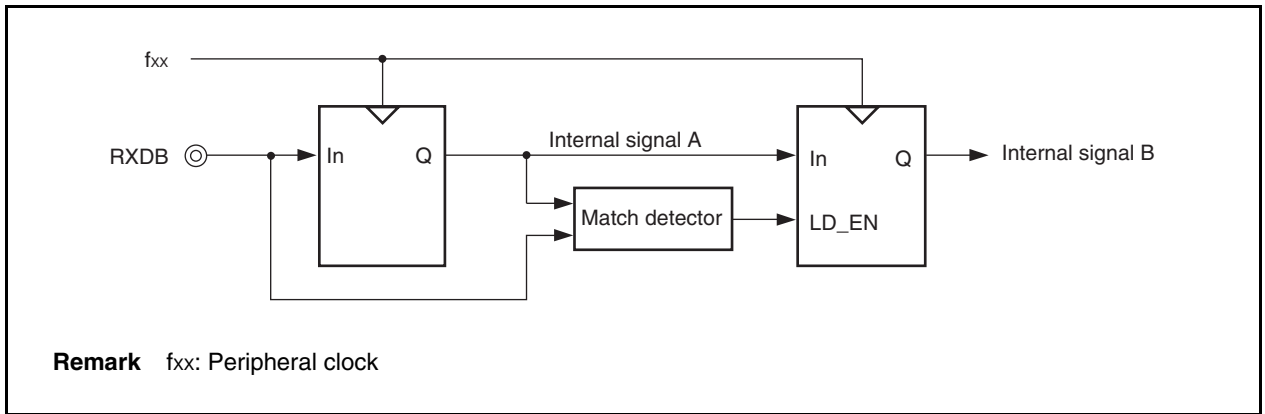 fxx
RXDB
In
Q
Internal signal A
Match detector
In
Q
LD_EN
Internal signal B
Remark fxx: Peripheral clock